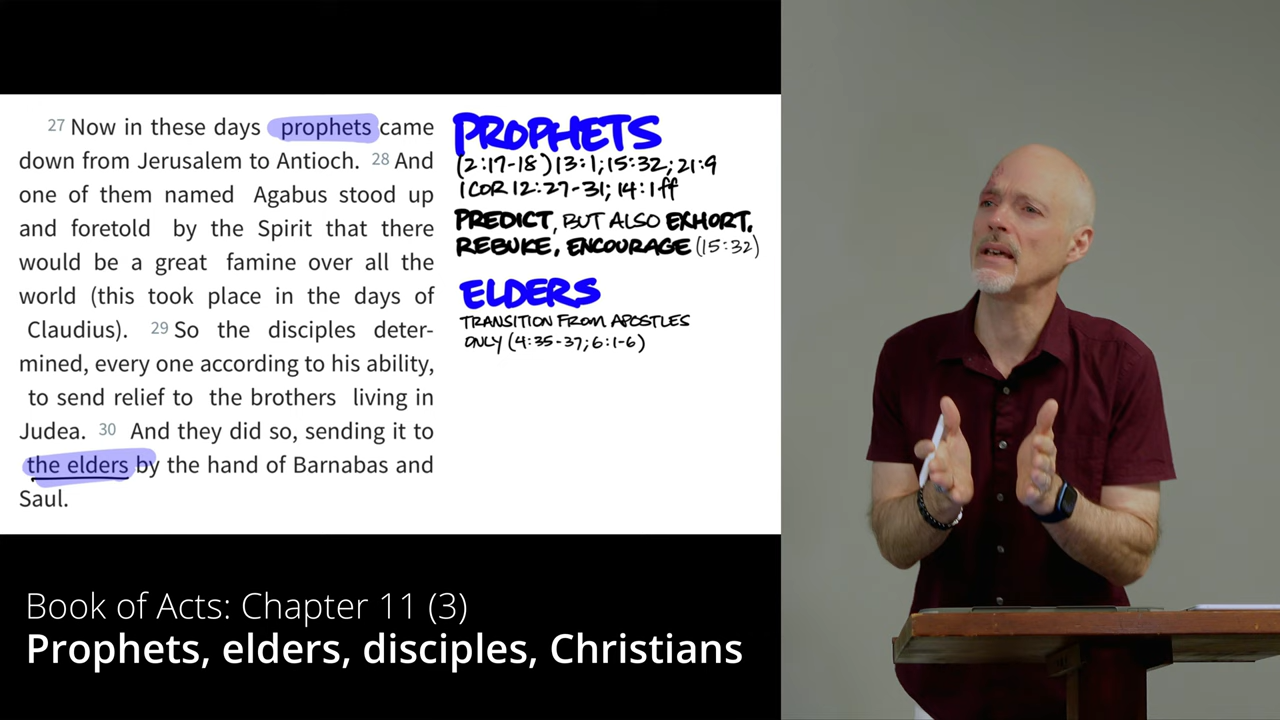 27 Now in these days prophets came
down from Jerusalem to Antioch. 28 And
one of them named Agabus stood up
and foretold by the Spirit that there
would be a great famine over all the
world (this took place in the days of
Claudius). 29 So the disciples deter-
mined, every one according to his ability,
to send relief to the brothers living in
Judea. 30 And they did so, sending it to
the elders by the hand of Barnabas and
Saul.
PROPHETS
(2:17-18) 13:1; 15:32; 21:9
1 COR 12:27-31; 14:1ff
PREDICT, BUT ALSO EXHORT,
REBUKE, ENCOURAGE (15:32)
ELDERS
TRANSITION FROM APOSTLES
ONLY (4:35-37; 6:1-6)
Book of Acts: Chapter 11 (3)
Prophets, elders, disciples, Christians